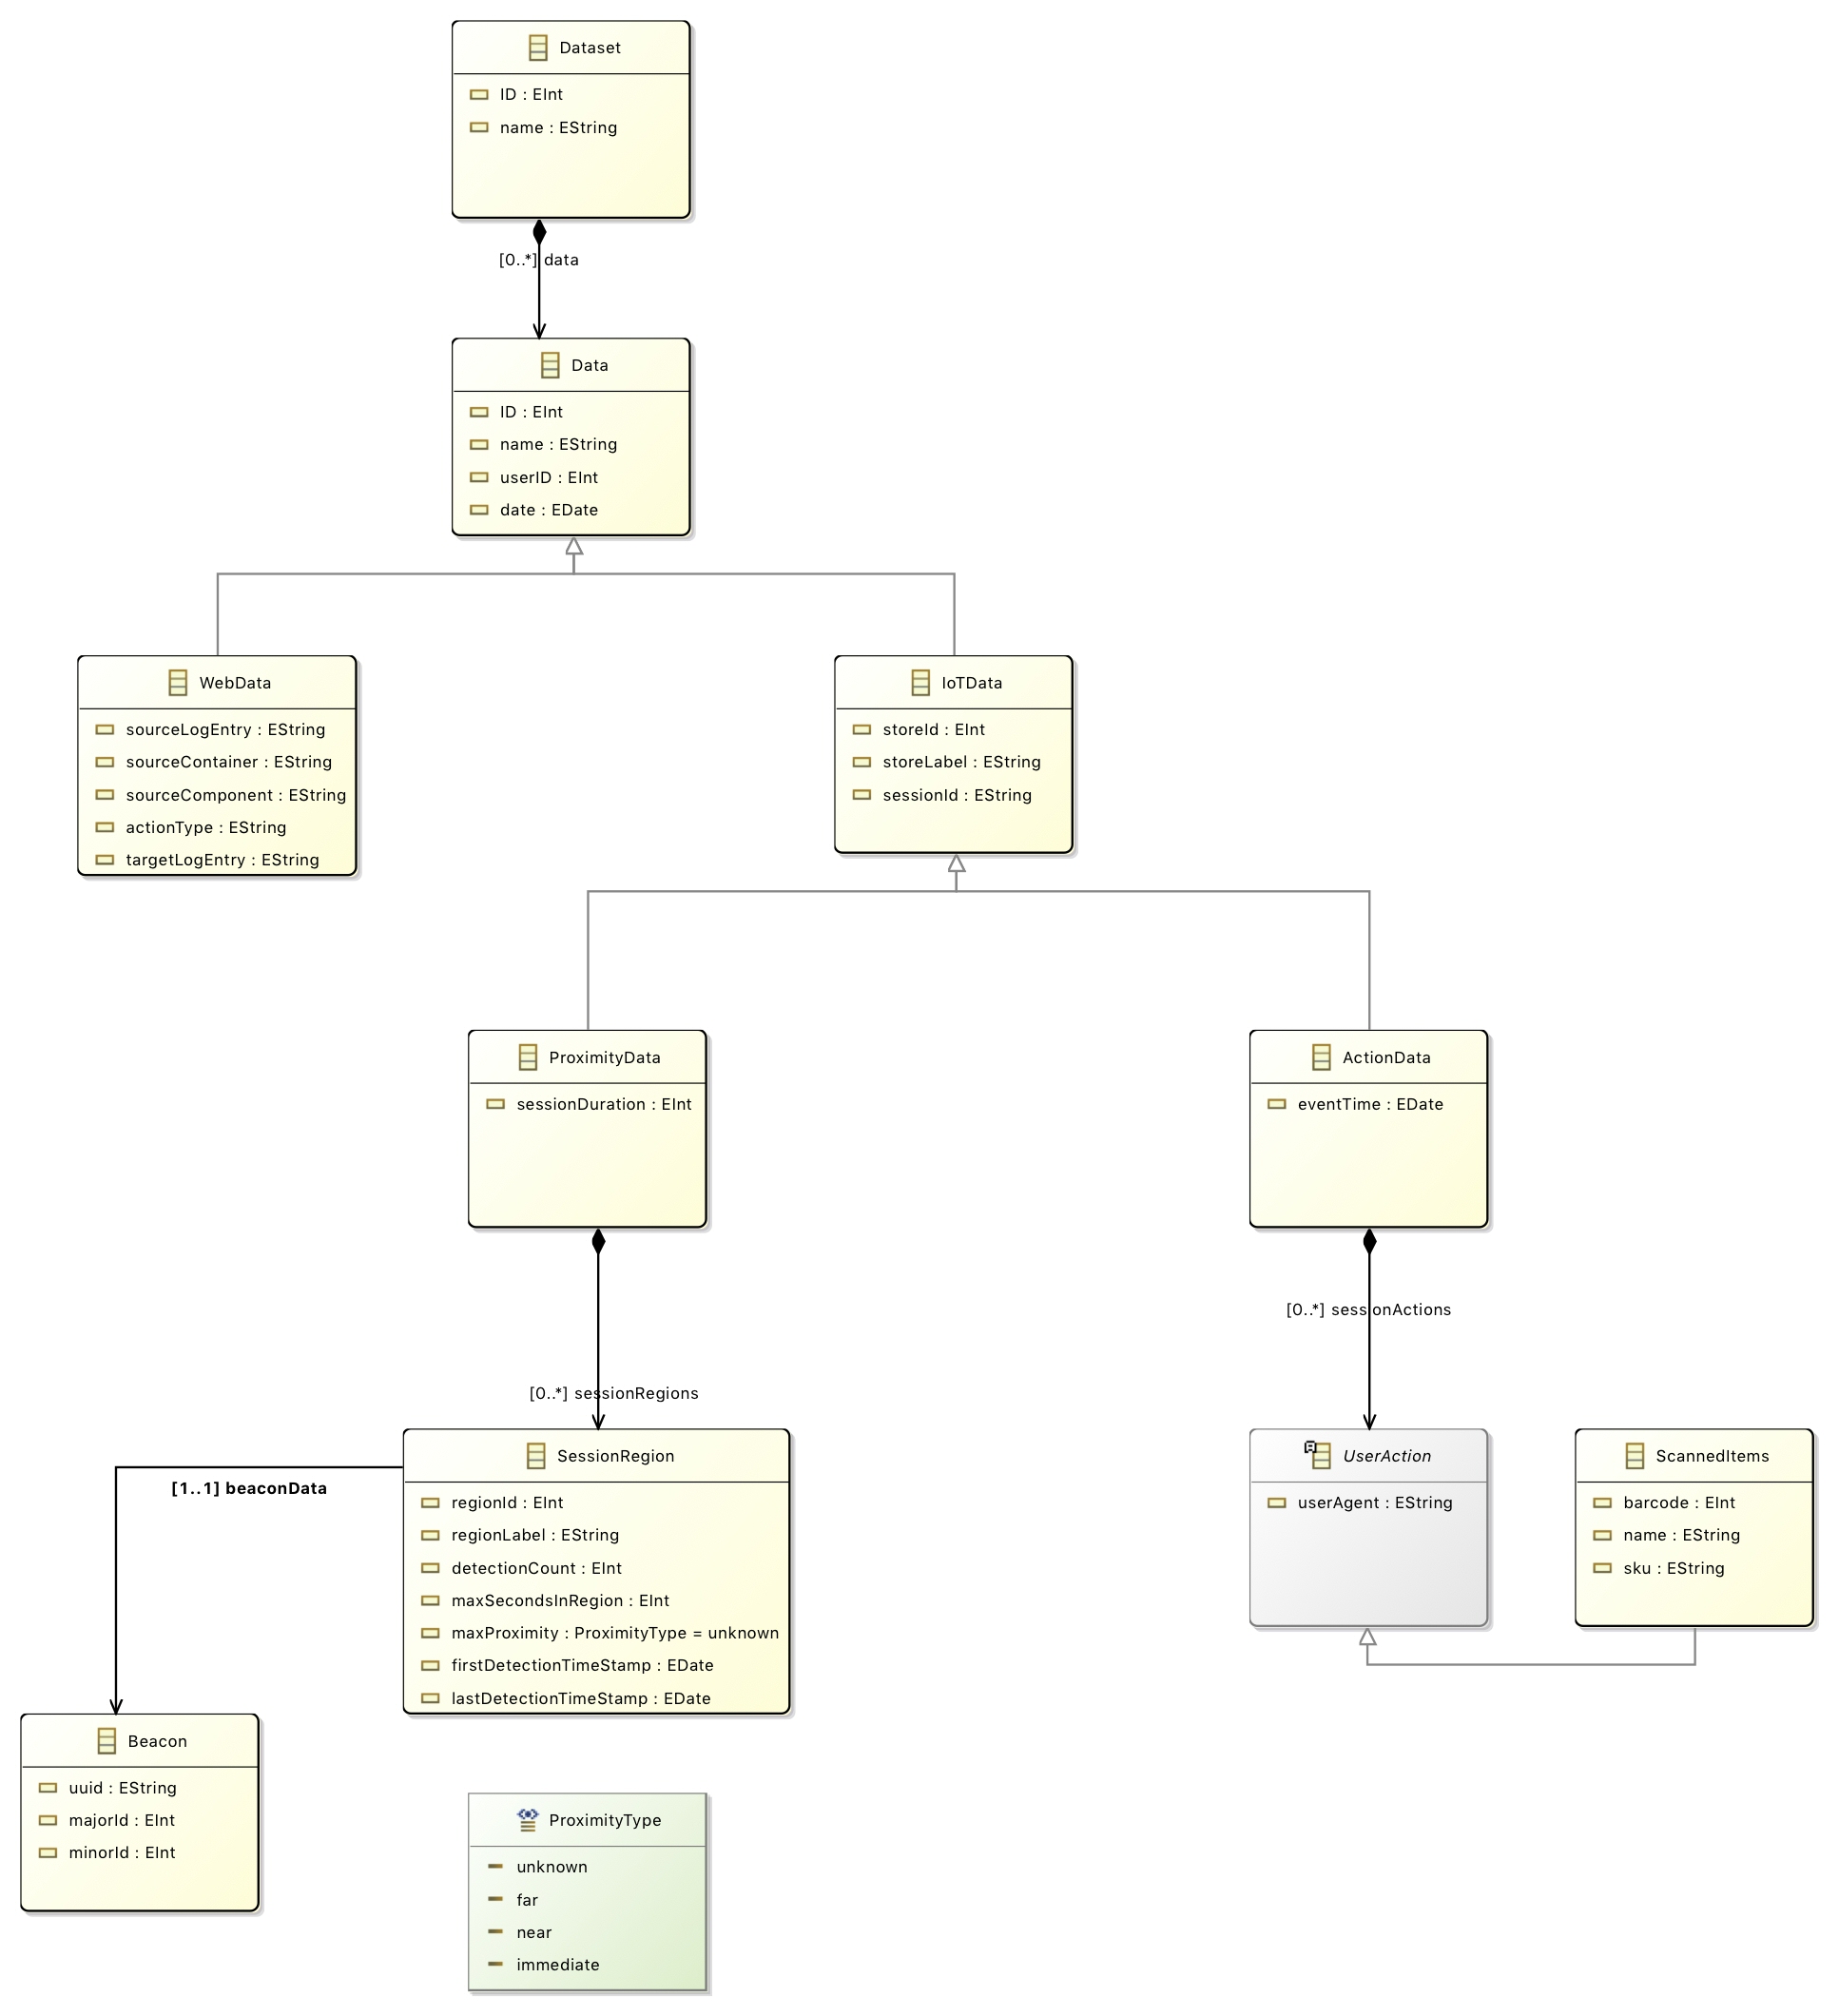 Dataset
ID : EInt
name : EString
[0..*] data
Data
ID : EInt
name : EString
userID : EInt
date : EDate
WebData
sourceLogEntry : EString
sourceContainer : EString
sourceComponent : EString
actionType : EString
targetLogEntry : EString
IoTData
storeId : EInt
storeLabel : EString
sessionId : EString
ProximityData
sessionDuration : EInt
ActionData
eventTime : EDate
[0..*] sessionActions
[0..*] sessionRegions
SessionRegion
regionId : EInt
regionLabel : EString
detectionCount : EInt
maxSecondsInRegion : EInt
maxProximity : ProximityType = unknown
firstDetectionTimeStamp : EDate
lastDetectionTimeStamp : EDate
UserAction
userAgent : EString
ScannedItems
barcode : EInt
name : EString
sku : EString
[1..1] beaconData
Beacon
uuid : EString
majorId : EInt
minorId : EInt
ProximityType
unknown
far
near
immediate